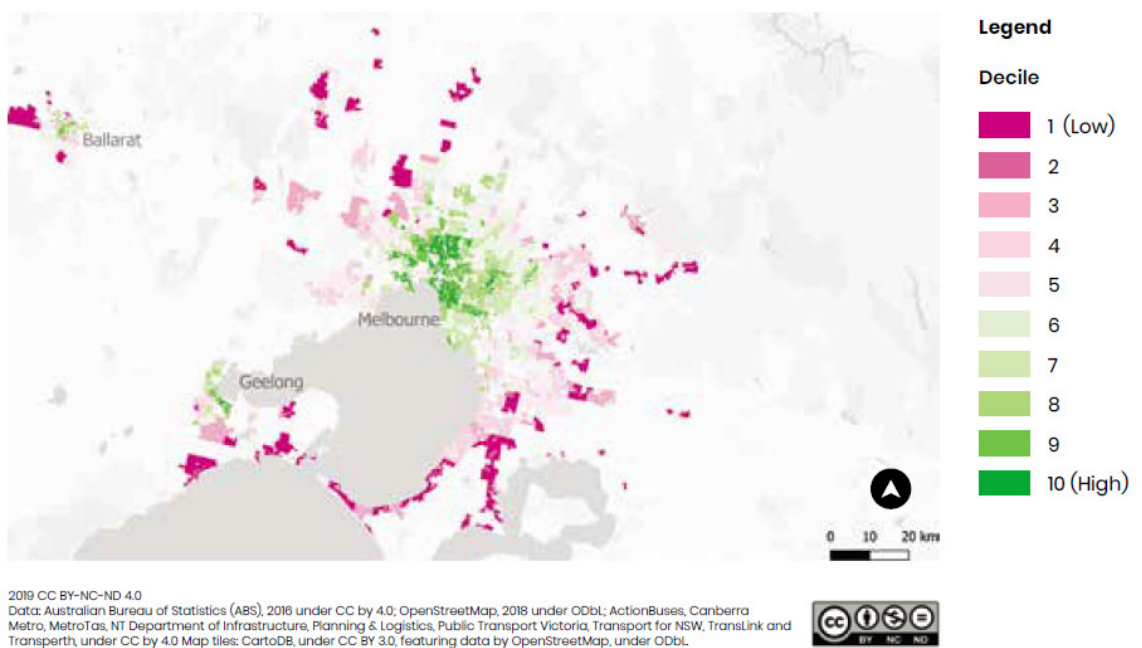 Ballarat
Melbourne
Geelong
Legend
Decile
1 (Low)
2
3
4
5
6
7
8
9
10 (High)
0 10 20 km
2019 CC BY-NC-ND 4.0
Data: Australian Bureau of Statistics (ABS), 2016 under CC by 4.0; OpenStreetMap, 2018 under ODbL; ActionBuses, Canberra
Metro, MetroTas, NT Department of Infrastructure, Planning & Logistics, Public Transport Victoria, Transport for NSW, TransLink and
Transperth, under CC by 4.0 Map tiles: CartoDB, under CC BY 3.0, featuring data by OpenStreetMap, under ODbL.
cc
BY NC ND